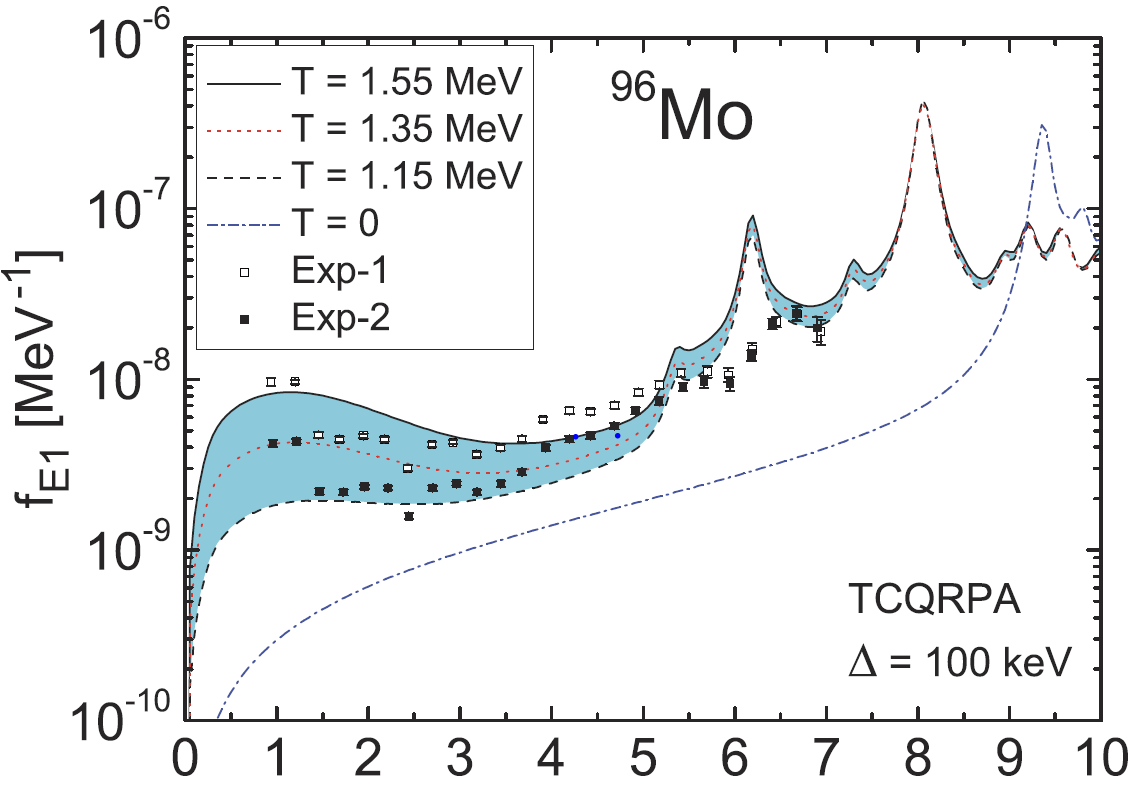 10-6
T = 1.55 MeV
T = 1.35 MeV
T = 1.15 MeV
T = 0
Exp-1
Exp-2
96Mo
10-7
10-8
10-9
10-10
fE1 [MeV-1]
TCQRPA
Δ = 100 keV
0 1 2 3 4 5 6 7 8 9 10